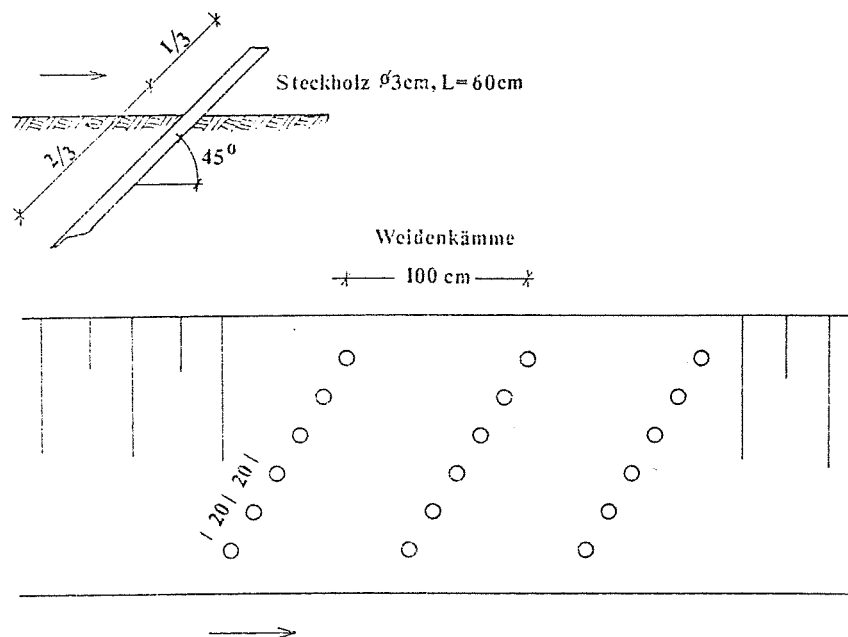 1/3
Steckholz ø3cm, L=60cm
2/3
45°
Weidenkämme
100 cm
/ 20 / 20 /